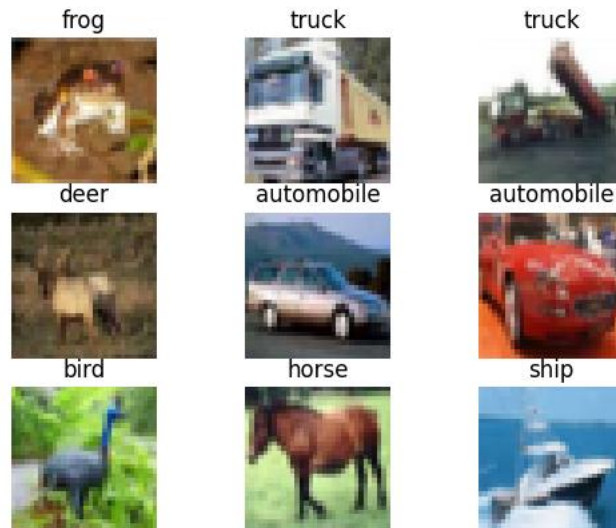 frog truck truck
deer automobile automobile
bird horse ship